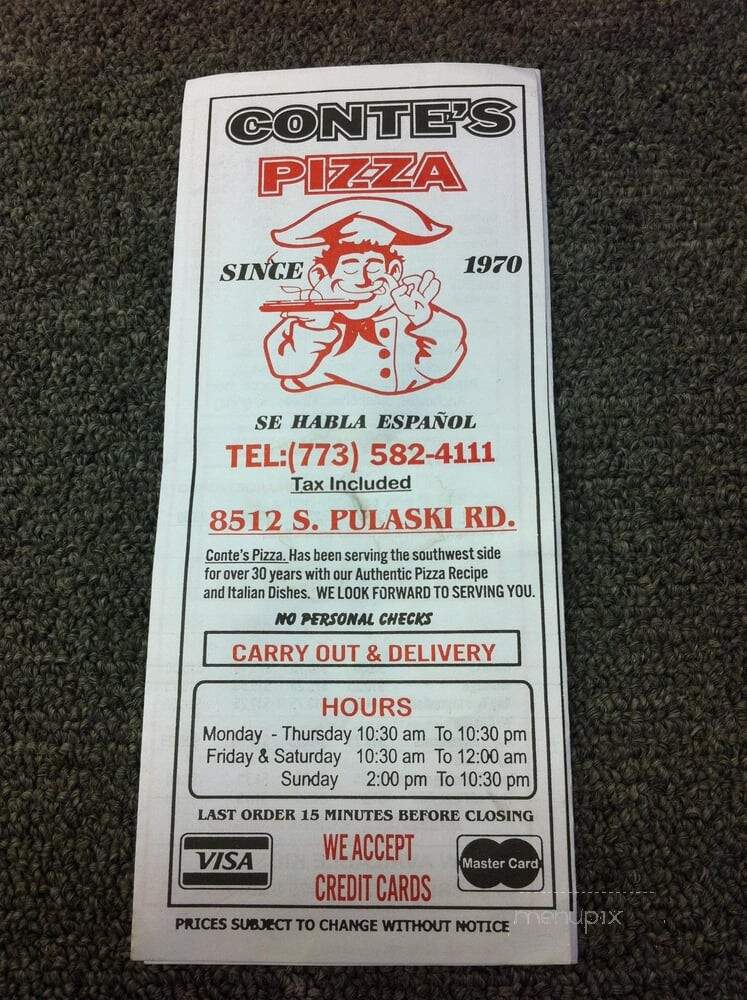 CONTE'S
PIZZA
SINCE 1970
SE HABLA ESPAÑOL
TEL:(773) 582-4111
Tax Included
8512 S. PULASKI RD.
Conte's Pizza. Has been serving the southwest side
for over 30 years with our Authentic Pizza Recipe
and Italian Dishes. WE LOOK FORWARD TO SERVING YOU.
NO PERSONAL CHECKS
CARRY OUT & DELIVERY
HOURS
Monday - Thursday 10:30 am To 10:30 pm
Friday & Saturday 10:30 am To 12:00 am
Sunday 2:00 pm To 10:30 pm
LAST ORDER 15 MINUTES BEFORE CLOSING
VISA
WE ACCEPT
CREDIT CARDS
Master Card
PRICES SUBJECT TO CHANGE WITHOUT NOTICE
menupix